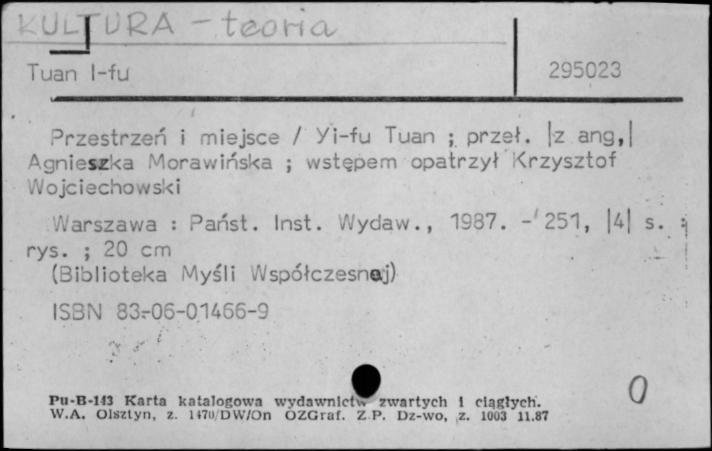 KULTURA - teoria
Tuan I-fu 295023
Przestrzeń i miejsce / Yi-fu Tuan ; przeł. |z ang,|
Agnieszka Morawińska ; wstępem opatrzył Krzysztof
Wojciechowski
Warszawa : Państ. Inst. Wydaw., 1987. - 251, |4| s. :
rys. ; 20 cm
(Biblioteka Myśli Współczesnej)
ISBN 83-06-01466-9
Pu-B-143 Karta katalogowa wydawnictw zwartych i ciągłych.
W.A. Olsztyn, z. 1470/DW/On OZGraf. Z.P. Dz-wo, z. 1003 11.87
0